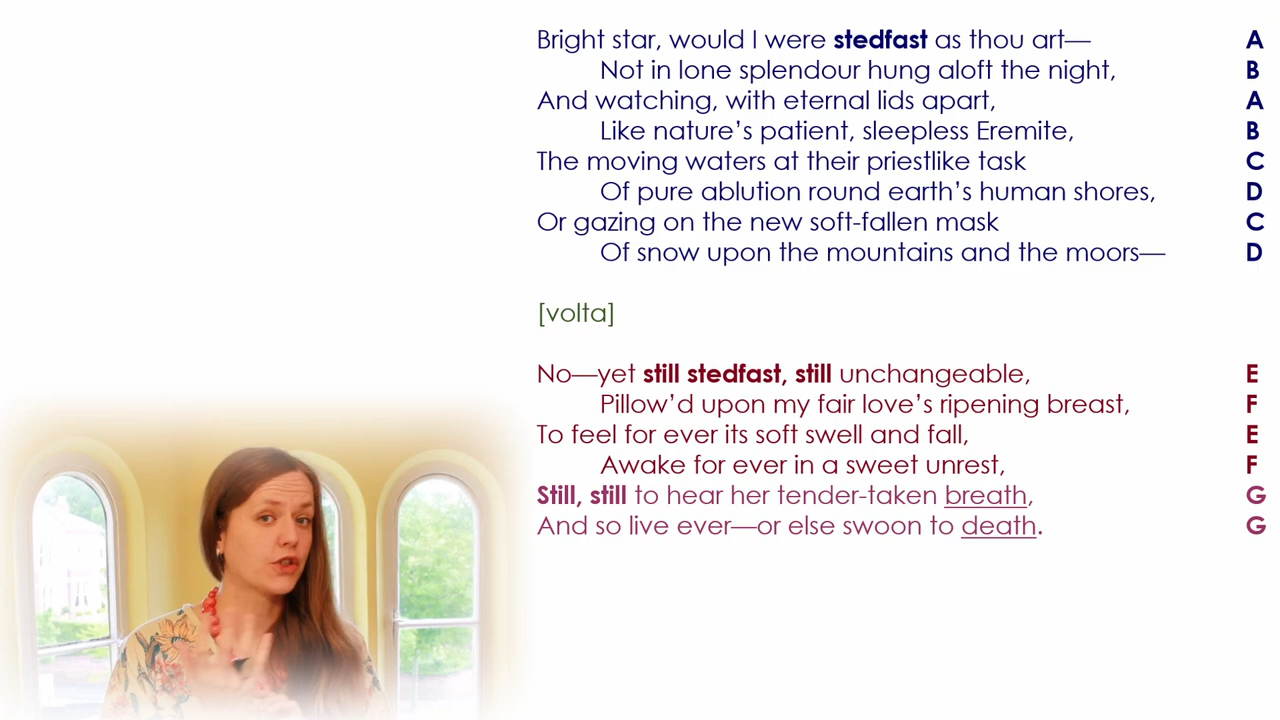 Bright star, would I were stedfast as thou art— A
Not in lone splendour hung aloft the night, B
And watching, with eternal lids apart, A
Like nature’s patient, sleepless Eremite, B
The moving waters at their priestlike task C
Of pure ablution round earth’s human shores, D
Or gazing on the new soft-fallen mask C
Of snow upon the mountains and the moors— D
[volta]
No—yet still stedfast, still unchangeable, E
Pillow’d upon my fair love’s ripening breast, F
To feel for ever its soft swell and fall, E
Awake for ever in a sweet unrest, F
Still, still to hear her tender-taken breath, G
And so live ever—or else swoon to death. G